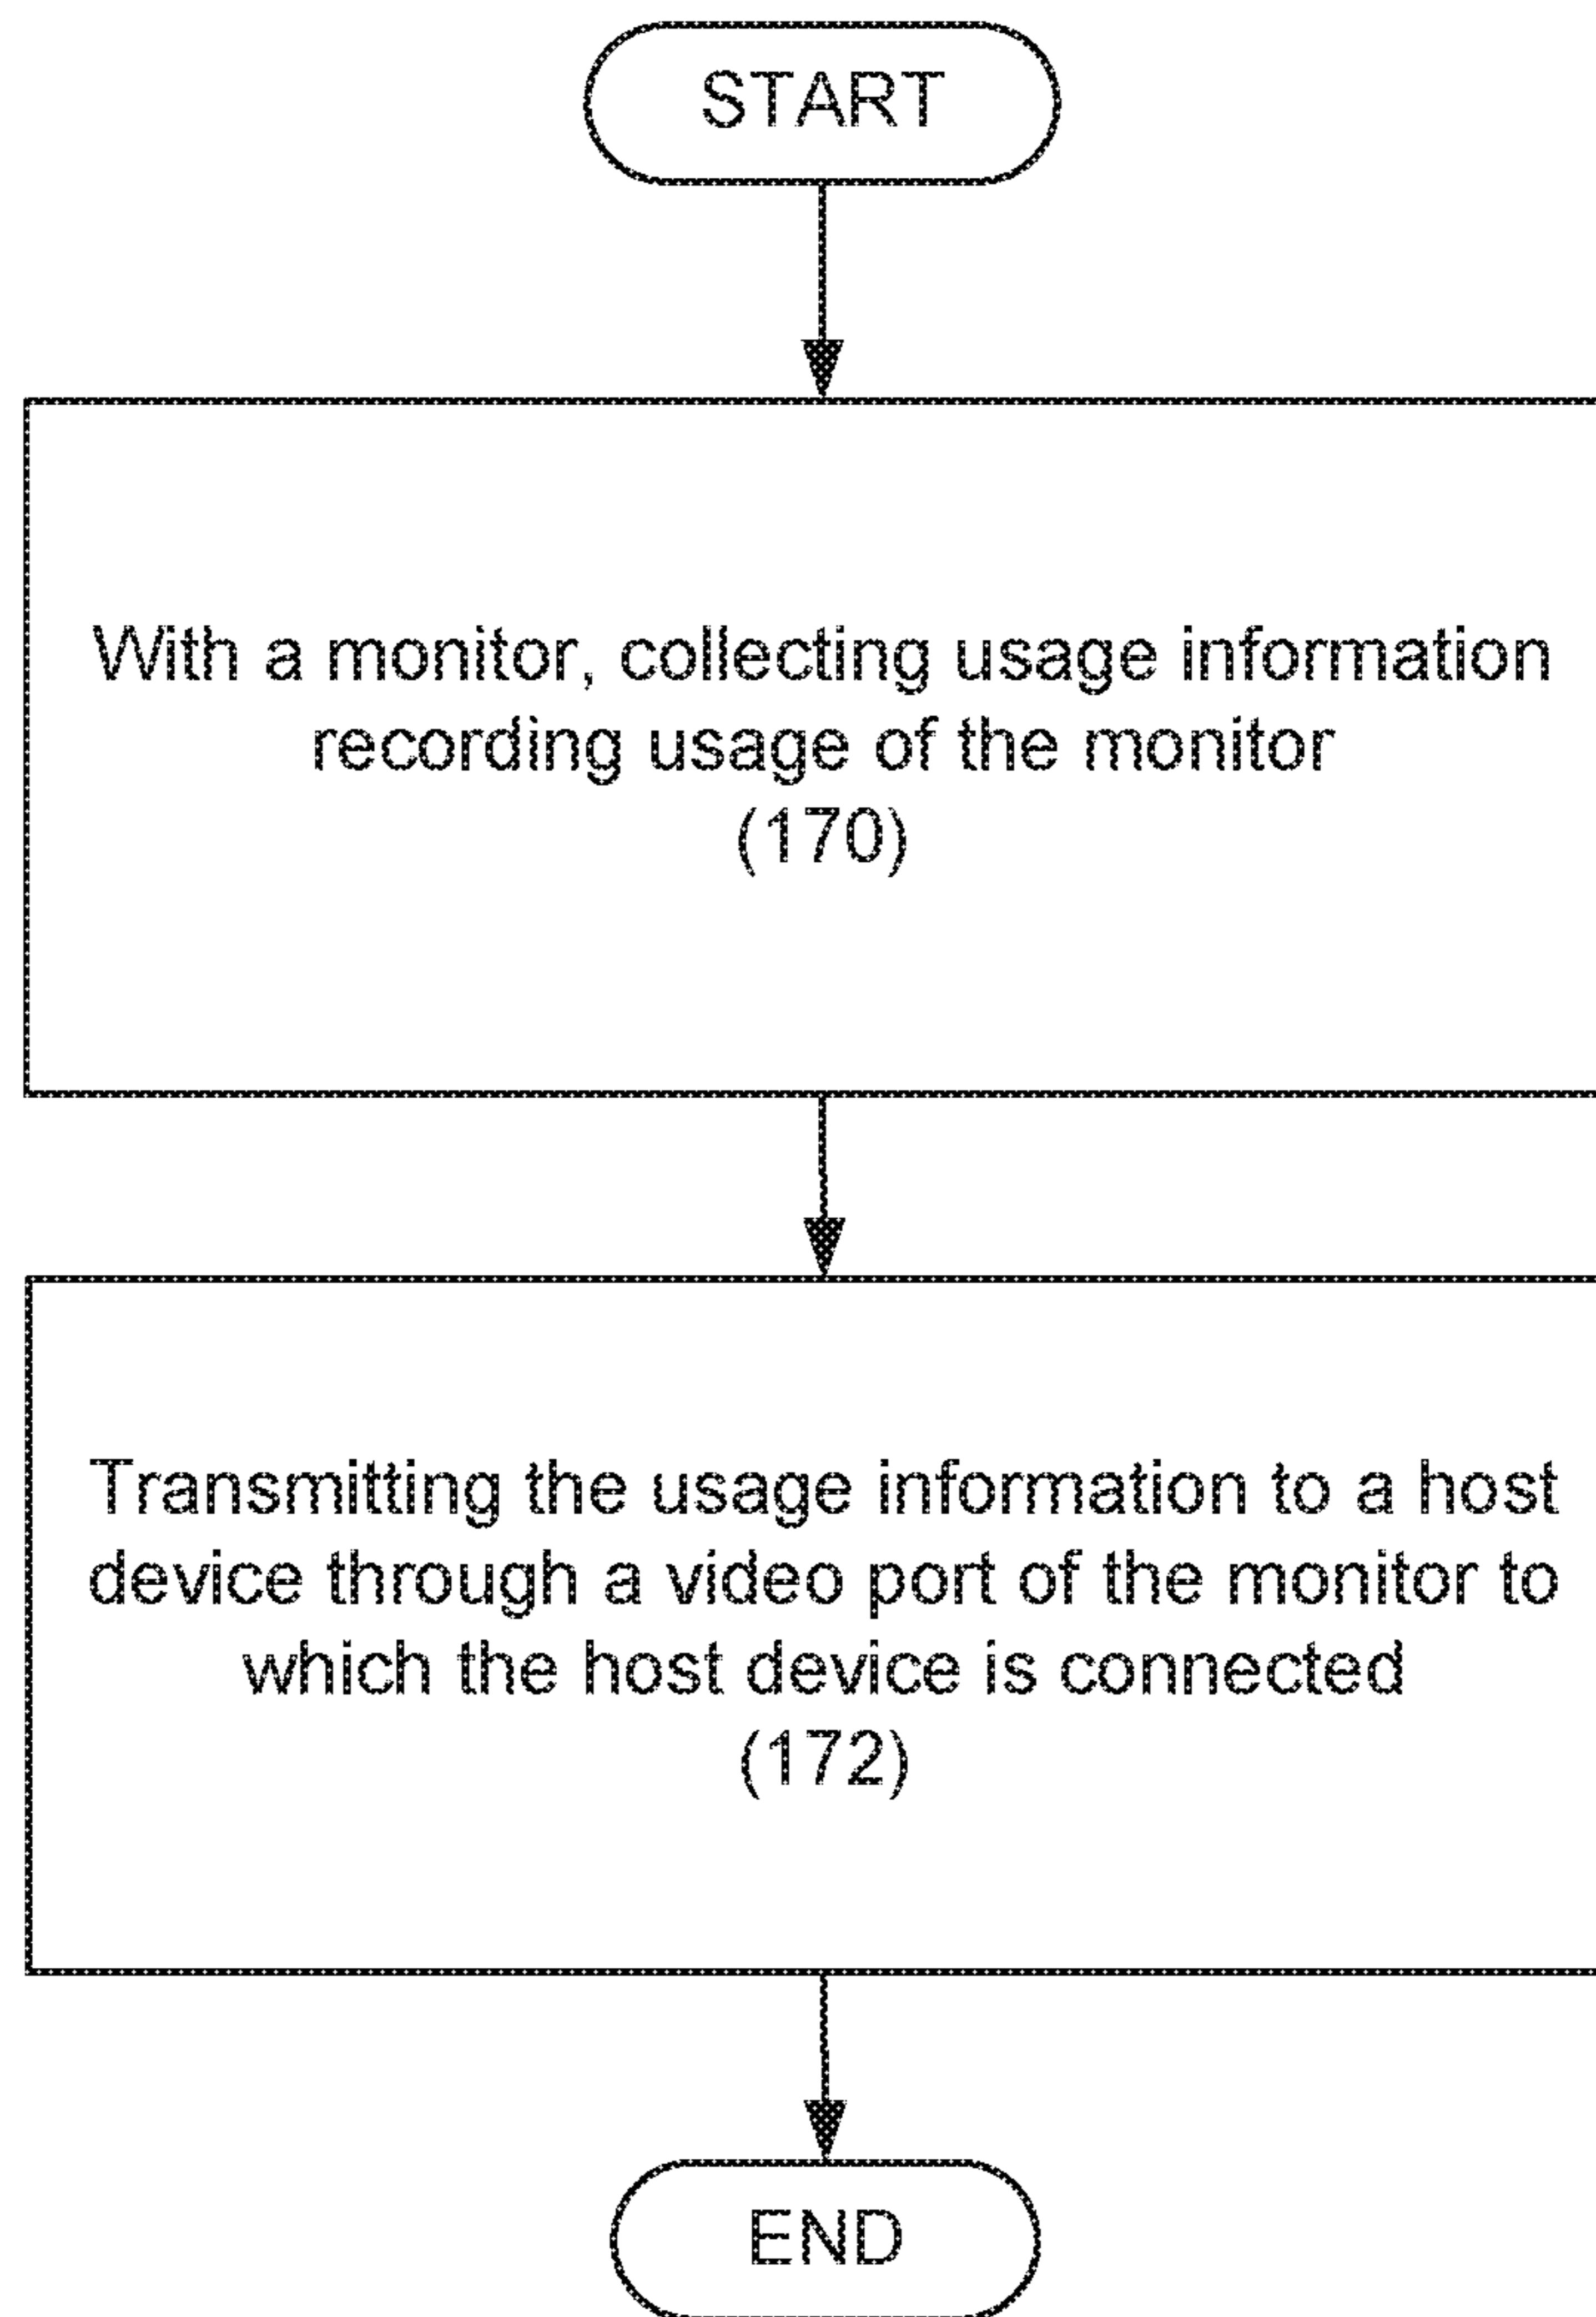 START
With a monitor, collecting usage information
recording usage of the monitor
(170)
Transmitting the usage information to a host
device through a video port of the monitor to
which the host device is connected
(172)
END